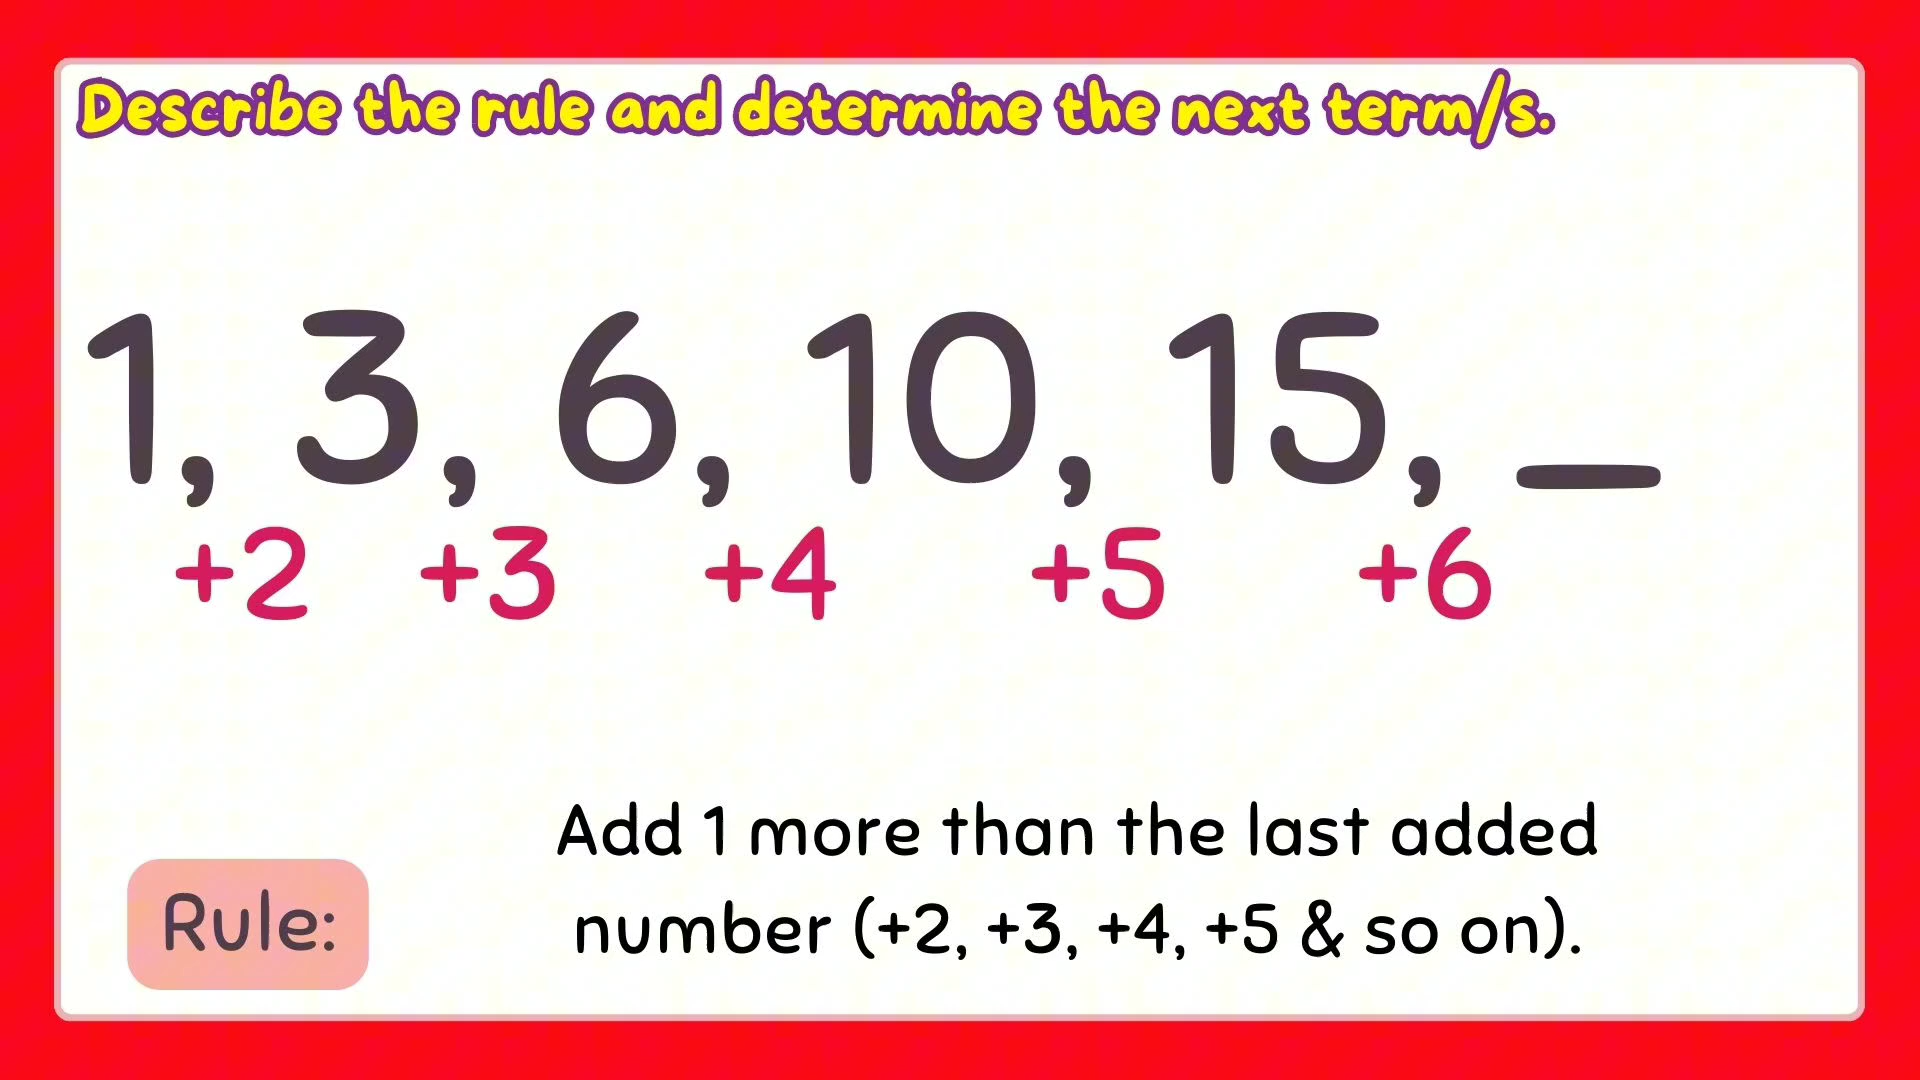 Describe the rule and determine the next term/s.
1, 3, 6, 10, 15, _
+2 +3 +4 +5 +6
Add 1 more than the last added
number (+2, +3, +4, +5 & so on).
Rule: